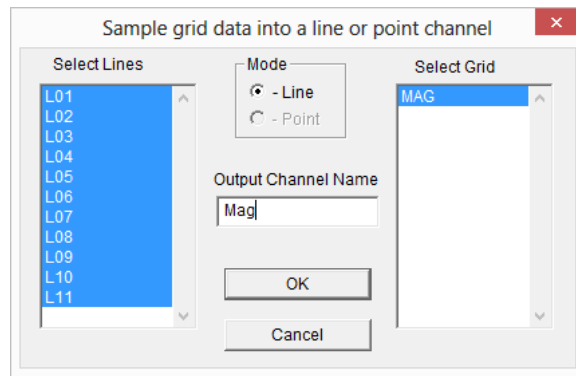 Sample grid data into a line or point channel
Select Lines
L01
L02
L03
L04
L05
L06
L07
L08
L09
L10
L11
Mode
- Line
- Point
Output Channel Name
Mag
OK
Cancel
Select Grid
MAG